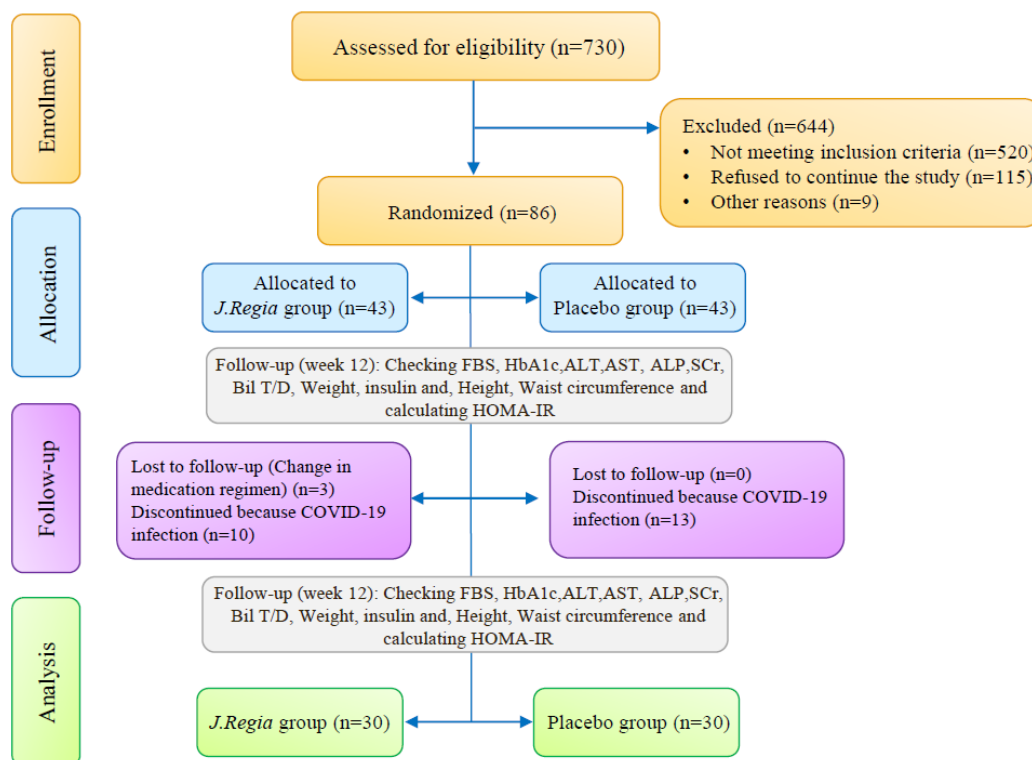 Enrollment
Assessed for eligibility (n=730)
Excluded (n=644)
• Not meeting inclusion criteria (n=520)
• Refused to continue the study (n=115)
• Other reasons (n=9)
Randomized (n=86)
Allocation
Allocated to
J.Regia group (n=43)
Allocated to
Placebo group (n=43)
Follow-up (week 12): Checking FBS, HbA1c,ALT,AST, ALP,SCr,
Bil T/D, Weight, insulin and, Height, Waist circumference and
calculating HOMA-IR
Follow-up
Lost to follow-up (Change in
medication regimen) (n=3)
Discontinued because COVID-19
infection (n=10)
Lost to follow-up (n=0)
Discontinued because COVID-19
infection (n=13)
Follow-up (week 12): Checking FBS, HbA1c,ALT,AST, ALP,SCr,
Bil T/D, Weight, insulin and, Height, Waist circumference and
calculating HOMA-IR
Analysis
J.Regia group (n=30)
Placebo group (n=30)